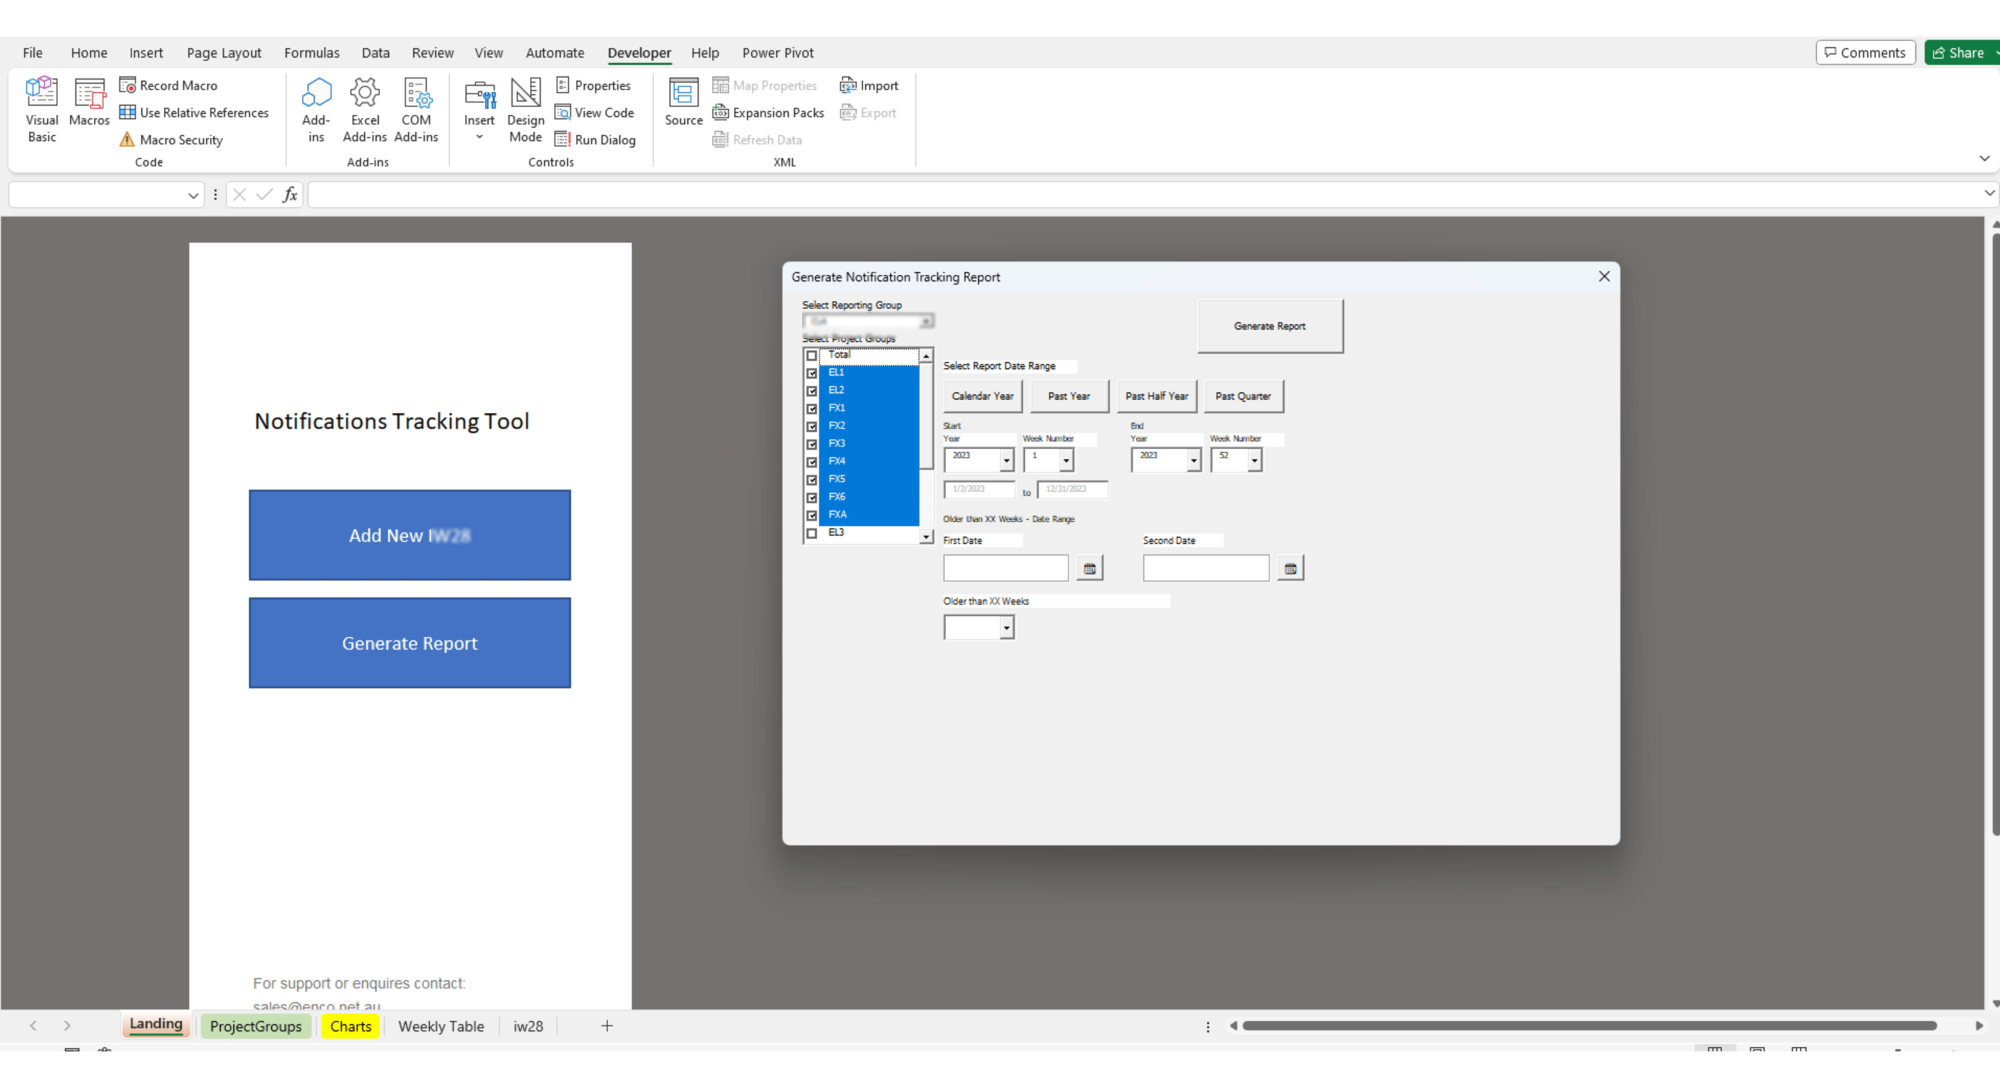 File Home Insert Page Layout Formulas Data Review View Automate Developer Help Power Pivot Comments Share
Visual Basic
Macros
Record Macro
Use Relative References
Macro Security
Code
Add-ins
Excel Add-ins
COM Add-ins
Add-ins
Insert
Design Mode
Properties
View Code
Run Dialog
Controls
Source
Map Properties
Expansion Packs
Refresh Data
Import
Export
XML
fx
Notifications Tracking Tool
Add New IW28
Generate Report
For support or enquires contact:
sales@enco.net.au
Generate Notification Tracking Report
Select Reporting Group
Select Project Groups
Total
EL1
EL2
FX1
FX2
FX3
FX4
FX5
FX6
FXA
EL3
Generate Report
Select Report Date Range
Calendar Year Past Year Past Half Year Past Quarter
Start End
Year Week Number Year Week Number
2023 1 2023 52
1/2/2023 to 12/31/2023
Older than XX Weeks - Date Range
First Date Second Date
Older than XX Weeks
Landing ProjectGroups Charts Weekly Table iw28